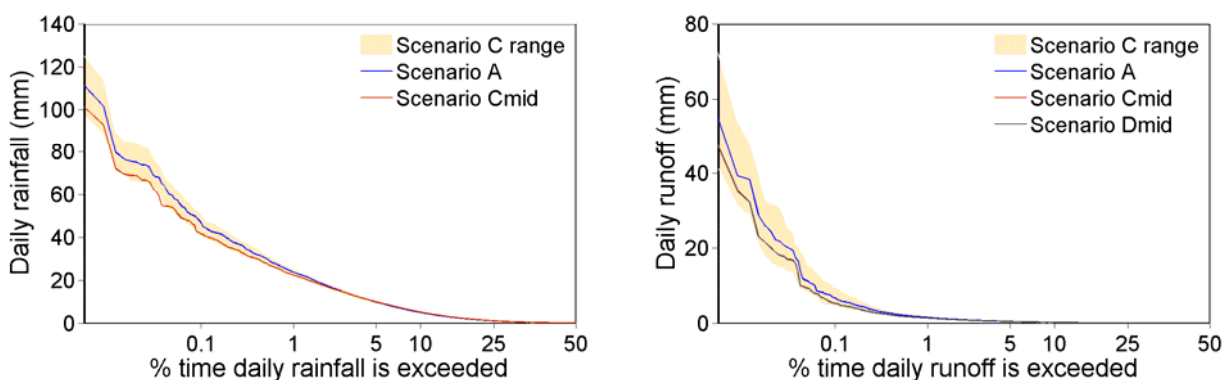 140
120
100
80
60
40
20
0
Daily rainfall (mm)
Scenario C range
Scenario A
Scenario Cmid
0.1 1 5 10 25 50
% time daily rainfall is exceeded
80
60
40
20
0
Daily runoff (mm)
Scenario C range
Scenario A
Scenario Cmid
Scenario Dmid
0.1 1 5 10 25 50
% time daily runoff is exceeded